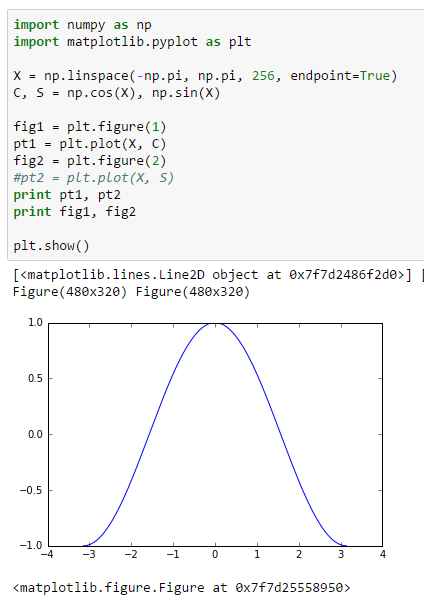 import numpy as np
import matplotlib.pyplot as plt
X = np.linspace(-np.pi, np.pi, 256, endpoint=True)
C, S = np.cos(X), np.sin(X)
fig1 = plt.figure(1)
pt1 = plt.plot(X, C)
fig2 = plt.figure(2)
#pt2 = plt.plot(X, S)
print pt1, pt2
print fig1, fig2
plt.show()
[<matplotlib.lines.Line2D object at 0x7f7d2486f2d0>] [
Figure(480x320) Figure(480x320)
1.0
0.5
0.0
−0.5
−1.0
−4 −3 −2 −1 0 1 2 3 4
<matplotlib.figure.Figure at 0x7f7d25558950>